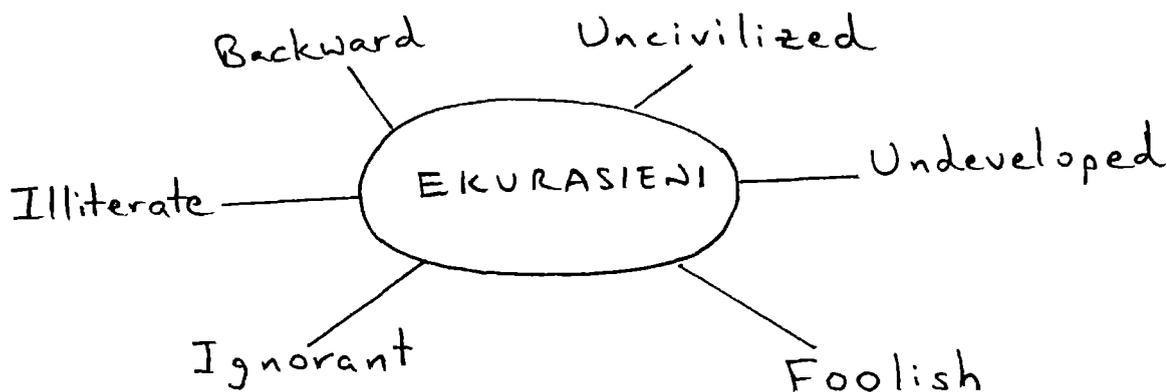 Backward
Uncivilized
Illiterate
EKURASIENI
Undeveloped
Ignorant
Foolish